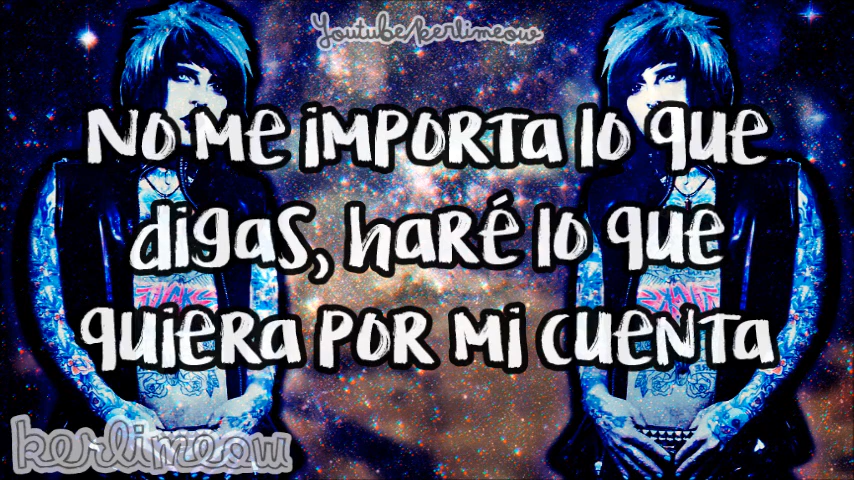 Youtube/kerlimeow
No me importa lo que
digas, haré lo que
quiera por mi cuenta
kerlimeow